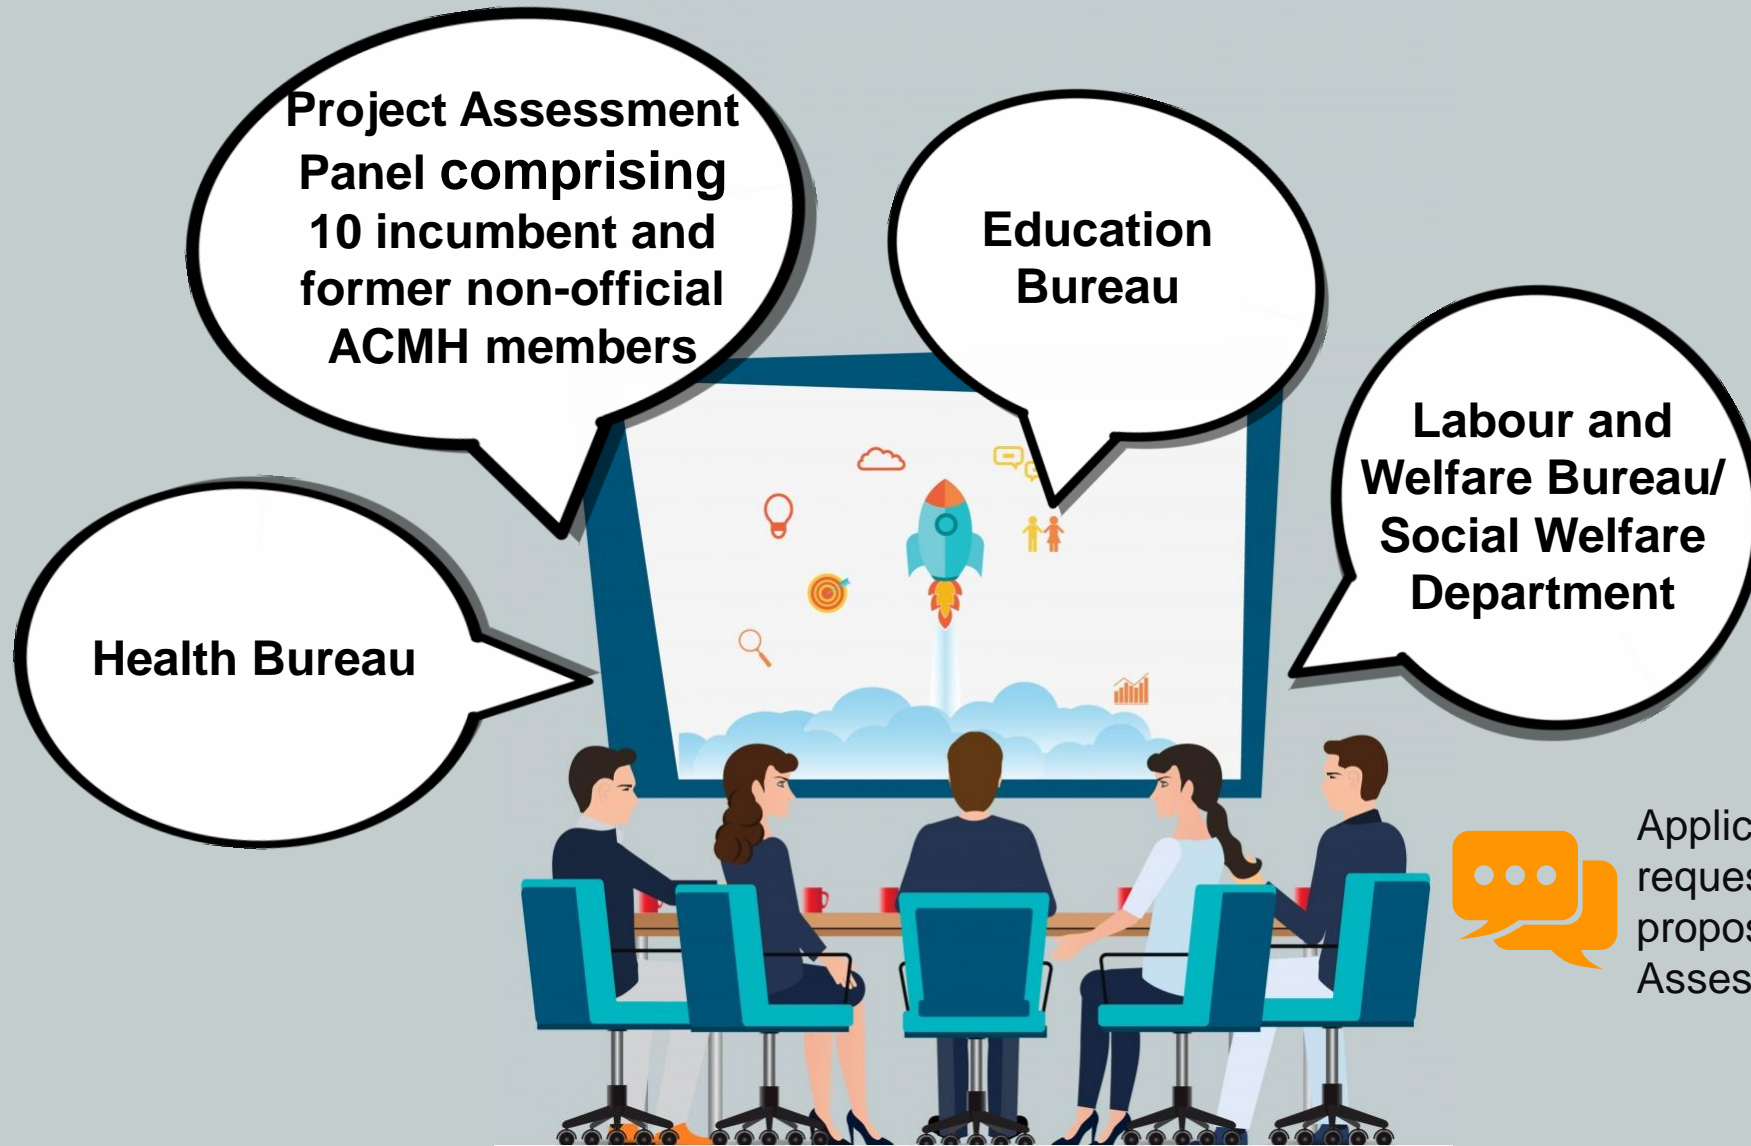 Project Assessment
Panel comprising
10 incumbent and
former non-official
ACMH members
Education
Bureau
Labour and
Welfare Bureau/
Social Welfare
Department
Health Bureau